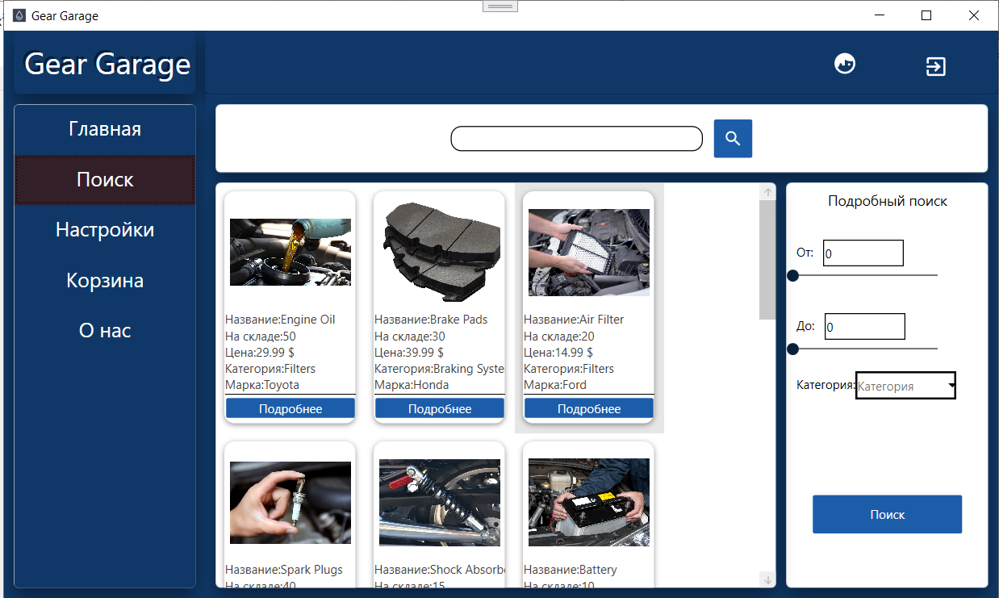 Gear Garage
Gear Garage
Главная
Поиск
Настройки
Корзина
О нас
Название:Engine Oil
На складе:50
Цена:29.99 $
Категория:Filters
Марка:Toyota
Подробнее
Название:Brake Pads
На складе:30
Цена:39.99 $
Категория:Braking Syste
Марка:Honda
Подробнее
Название:Air Filter
На складе:20
Цена:14.99 $
Категория:Filters
Марка:Ford
Подробнее
Название:Spark Plugs
На складе:40
Название:Shock Absorb
На складе:15
Название:Battery
На складе:10
Подробный поиск
От: 0
До: 0
Категория: Категория
Поиск